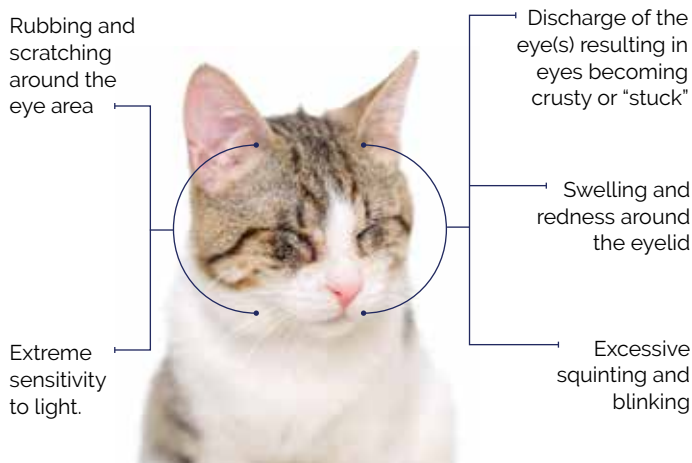 Rubbing and
scratching
around the
eye area
Extreme
sensitivity
to light.
Discharge of the
eye(s) resulting in
eyes becoming
crusty or “stuck”
Swelling and
redness around
the eyelid
Excessive
squinting and
blinking